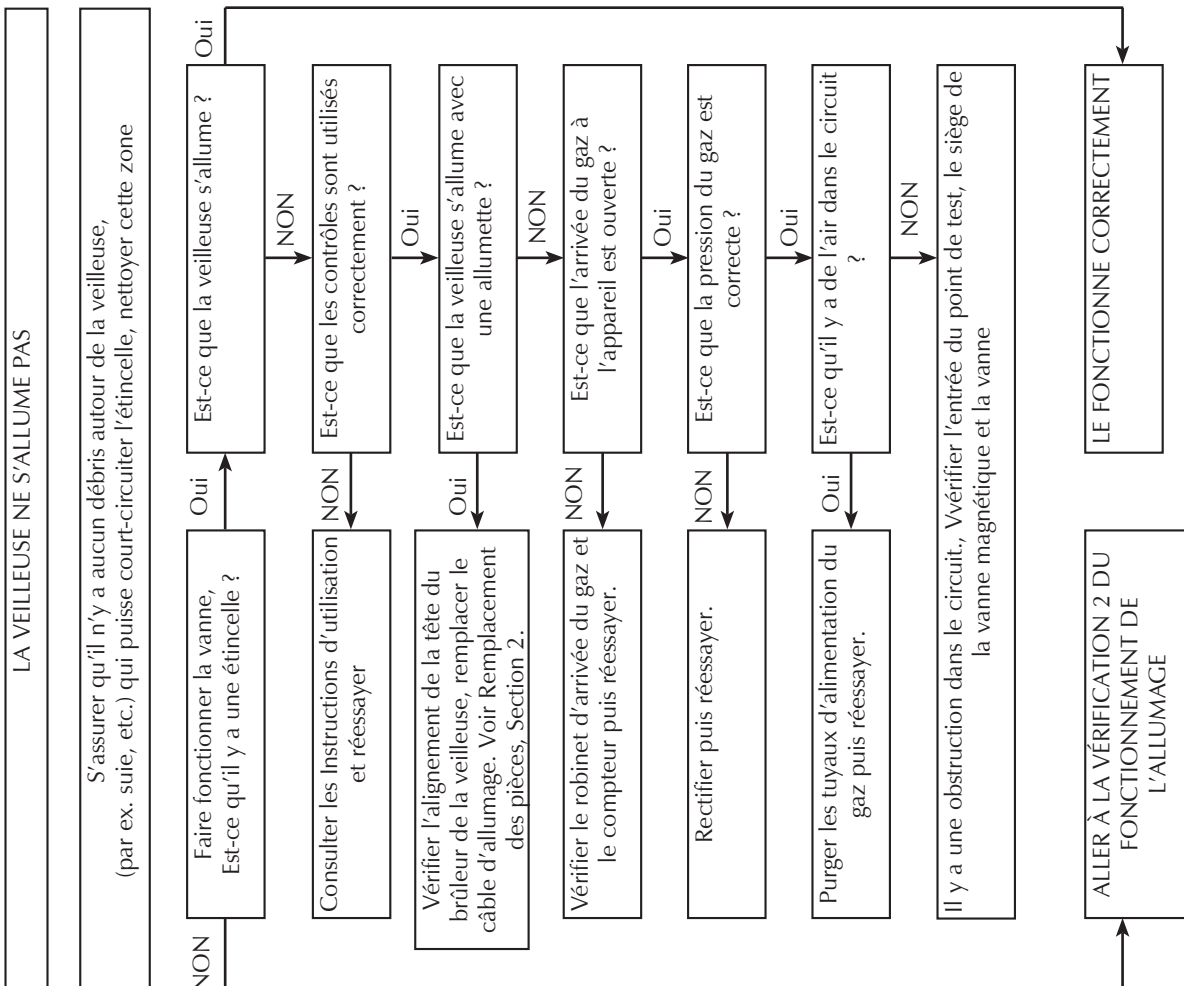 LA VEILLEUSE NE S'ALLUME PAS
S'assurer qu'il n'y a aucun débris autour de la veilleuse,
(par ex. suie, etc.) qui puisse court-circuiter l'étincelle, nettoyer cette zone
Faire fonctionner la vanne,
Est-ce qu'il y a une étincelle ?
NON
Oui
Est-ce que la veilleuse s'allume ?
Oui
NON
Est-ce que les contrôles sont utilisés
correctement ?
NON
Consulter les Instructions d'utilisation
et réessayer
Oui
Est-ce que la veilleuse s'allume avec
une allumette ?
Oui
Vérifier l'alignement de la tête du
brûleur de la veilleuse, remplacer le
câble d'allumage. Voir Remplacement
des pièces, Section 2.
NON
Est-ce que l'arrivée du gaz à
l'appareil est ouverte ?
NON
Vérifier le robinet d'arrivée du gaz et
le compteur puis réessayer.
Oui
Est-ce que la pression du gaz est
correcte ?
NON
Rectifier puis réessayer.
Oui
Est-ce qu'il y a de l'air dans le circuit
?
Oui
Purger les tuyaux d'alimentation du
gaz puis réessayer.
NON
Il y a une obstruction dans le circuit., Vvérifier l'entrée du point de test, le siège de
la vanne magnétique et la vanne
ALLER À LA VÉRIFICATION 2 DU
FONCTIONNEMENT DE
L'ALLUMAGE
LE FONCTIONNE CORRECTEMENT